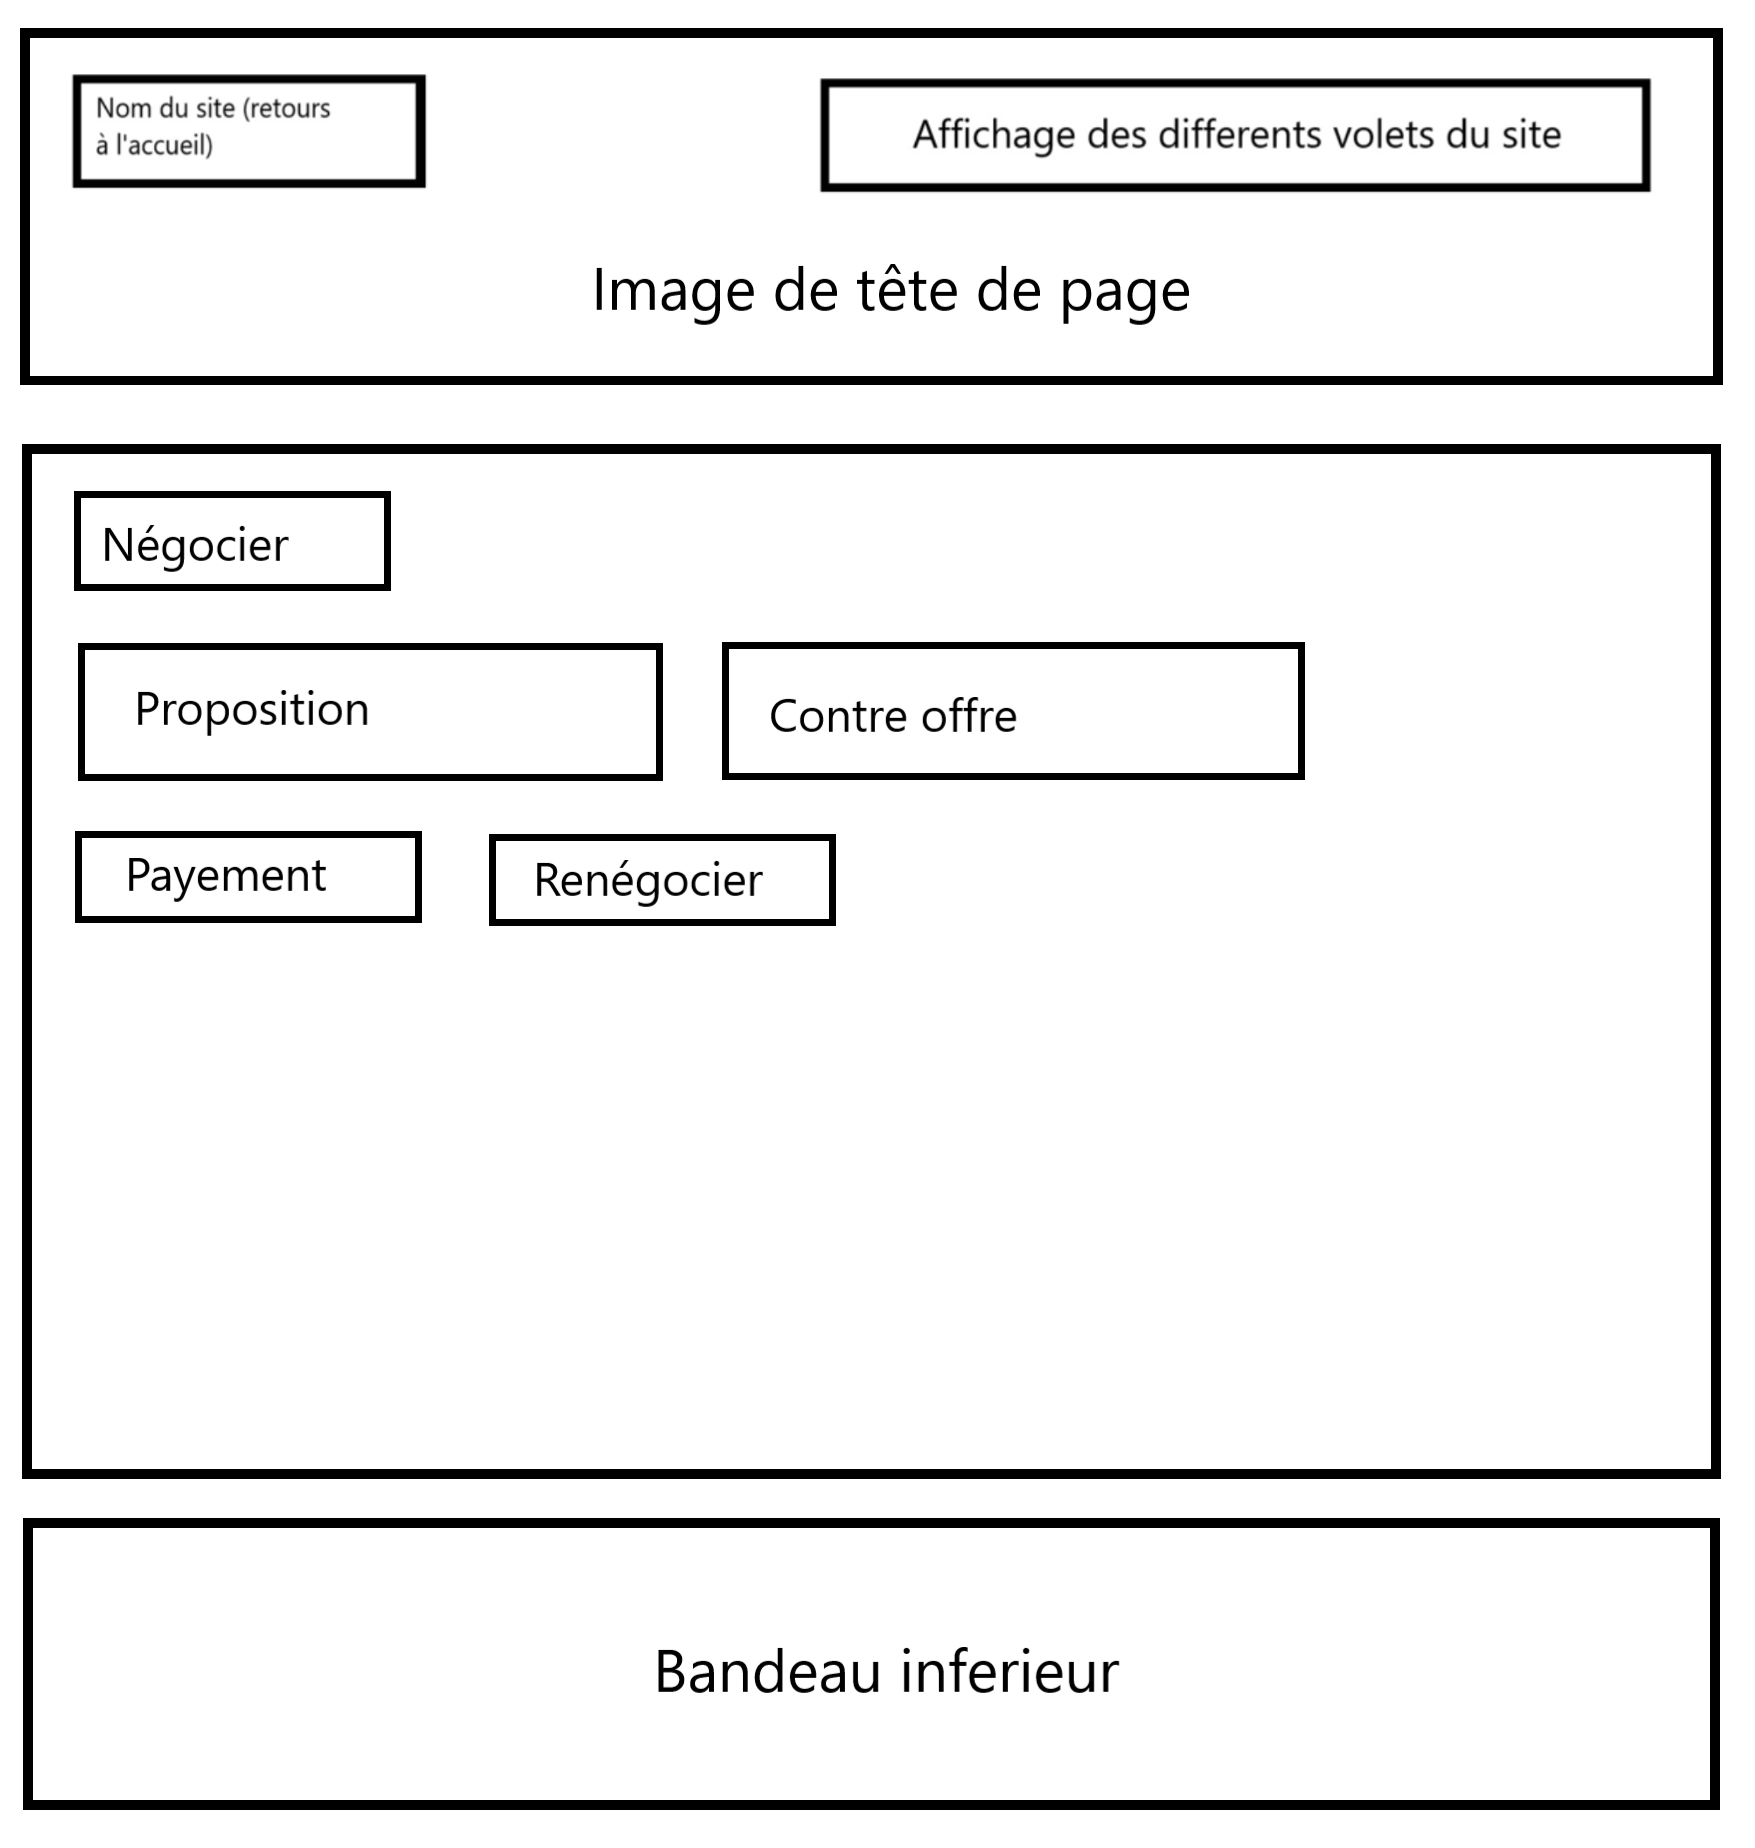 Nom du site (retours
à l'accueil)
Affichage des differents volets du site
Image de tête de page
Négocier
Proposition
Contre offre
Payement
Renégocier
Bandeau inferieur